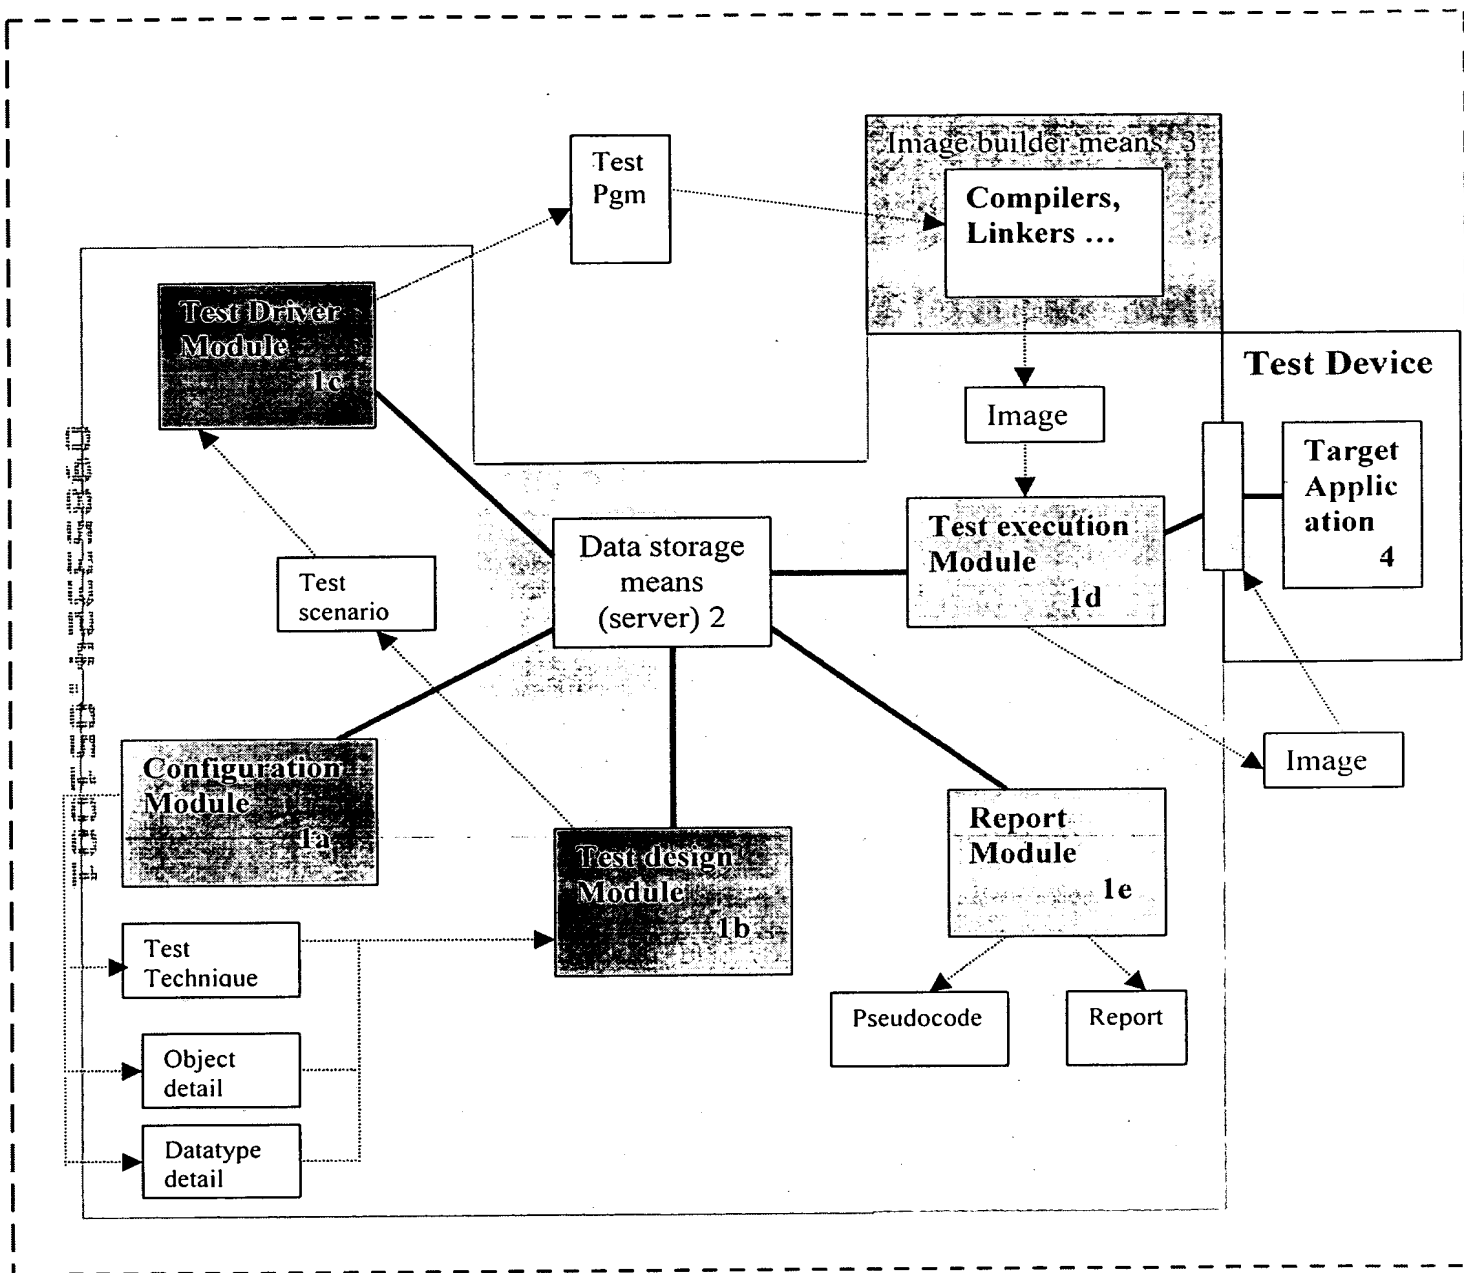 Image builder means 3
Test
Pgm
Compilers,
Linkers ...
Test Driver
Module
1c
Test Device
Image
Target
Applic
ation
4
Test execution
Module
1d
Data storage
means
(server) 2
Test
scenario
Configuration
Module
1a
Image
Report
Module
1e
Test design
Module
1b
Test
Technique
Object
detail
Datatype
detail
Pseudocode
Report